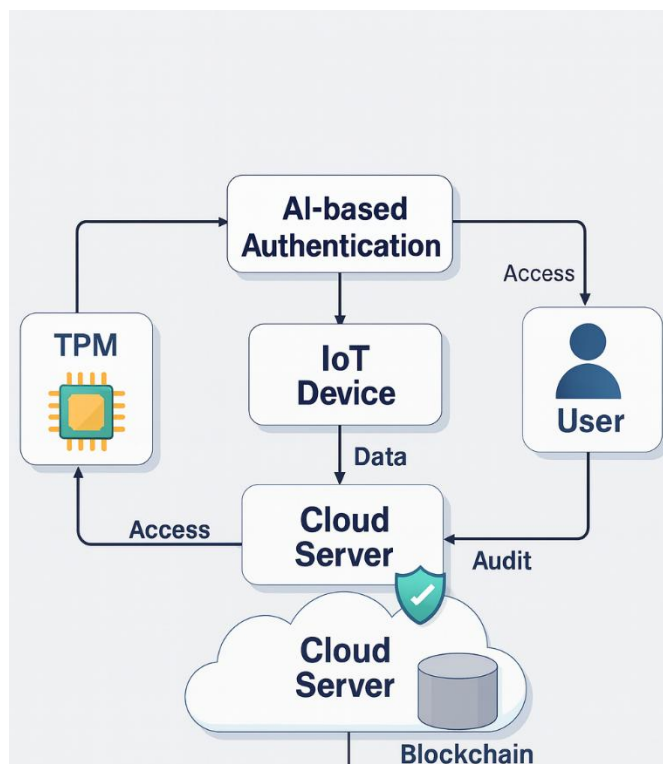 AI-based
Authentication
Access
TPM
IoT
Device
User
Data
Access
Cloud
Server
Audit
Cloud
Server
Blockchain